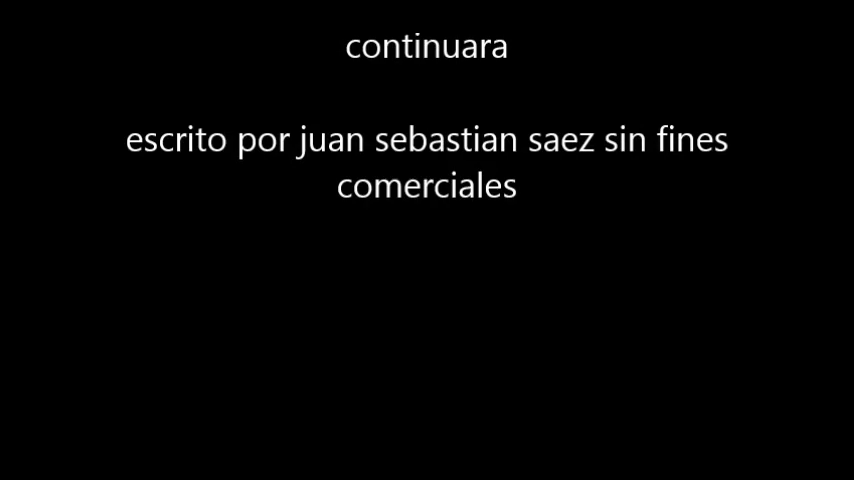 continuara
escrito por juan sebastian saez sin fines
comerciales